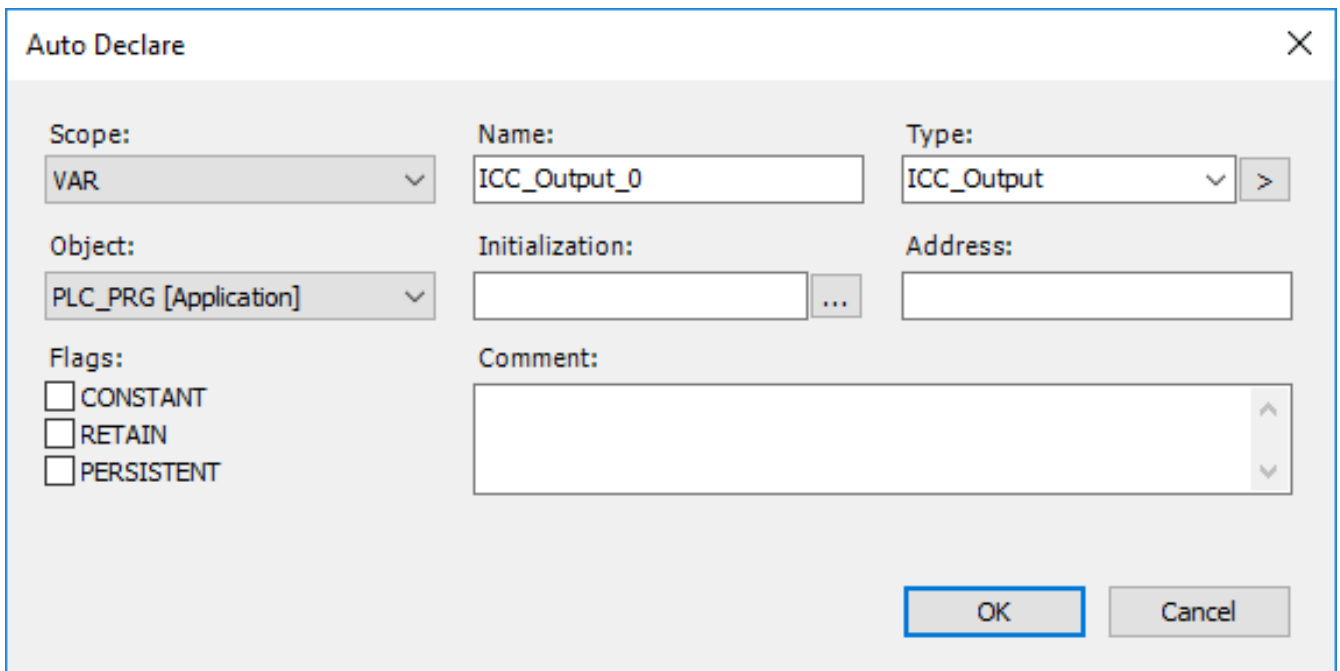 Auto Declare
Scope:
Name:
Type:
VAR
ICC_Output_0
ICC_Output
>
Object:
Initialization:
Address:
PLC_PRG [Application]
...
Flags:
Comment:
CONSTANT
RETAIN
PERSISTENT
OK
Cancel